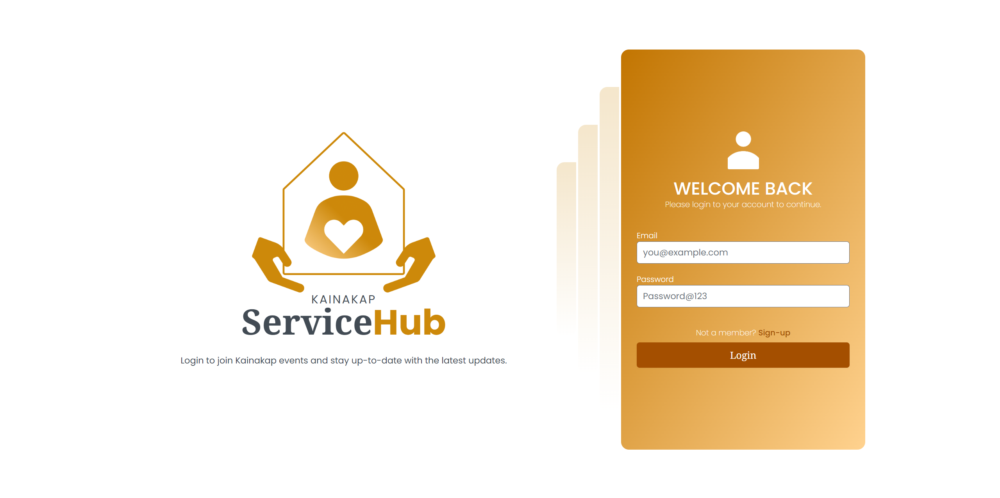 KAINAKAP
ServiceHub
Login to join Kainakap events and stay up-to-date with the latest updates.
WELCOME BACK
Please login to your account to continue.
Email
you@example.com
Password
Password@123
Not a member? Sign-up
Login